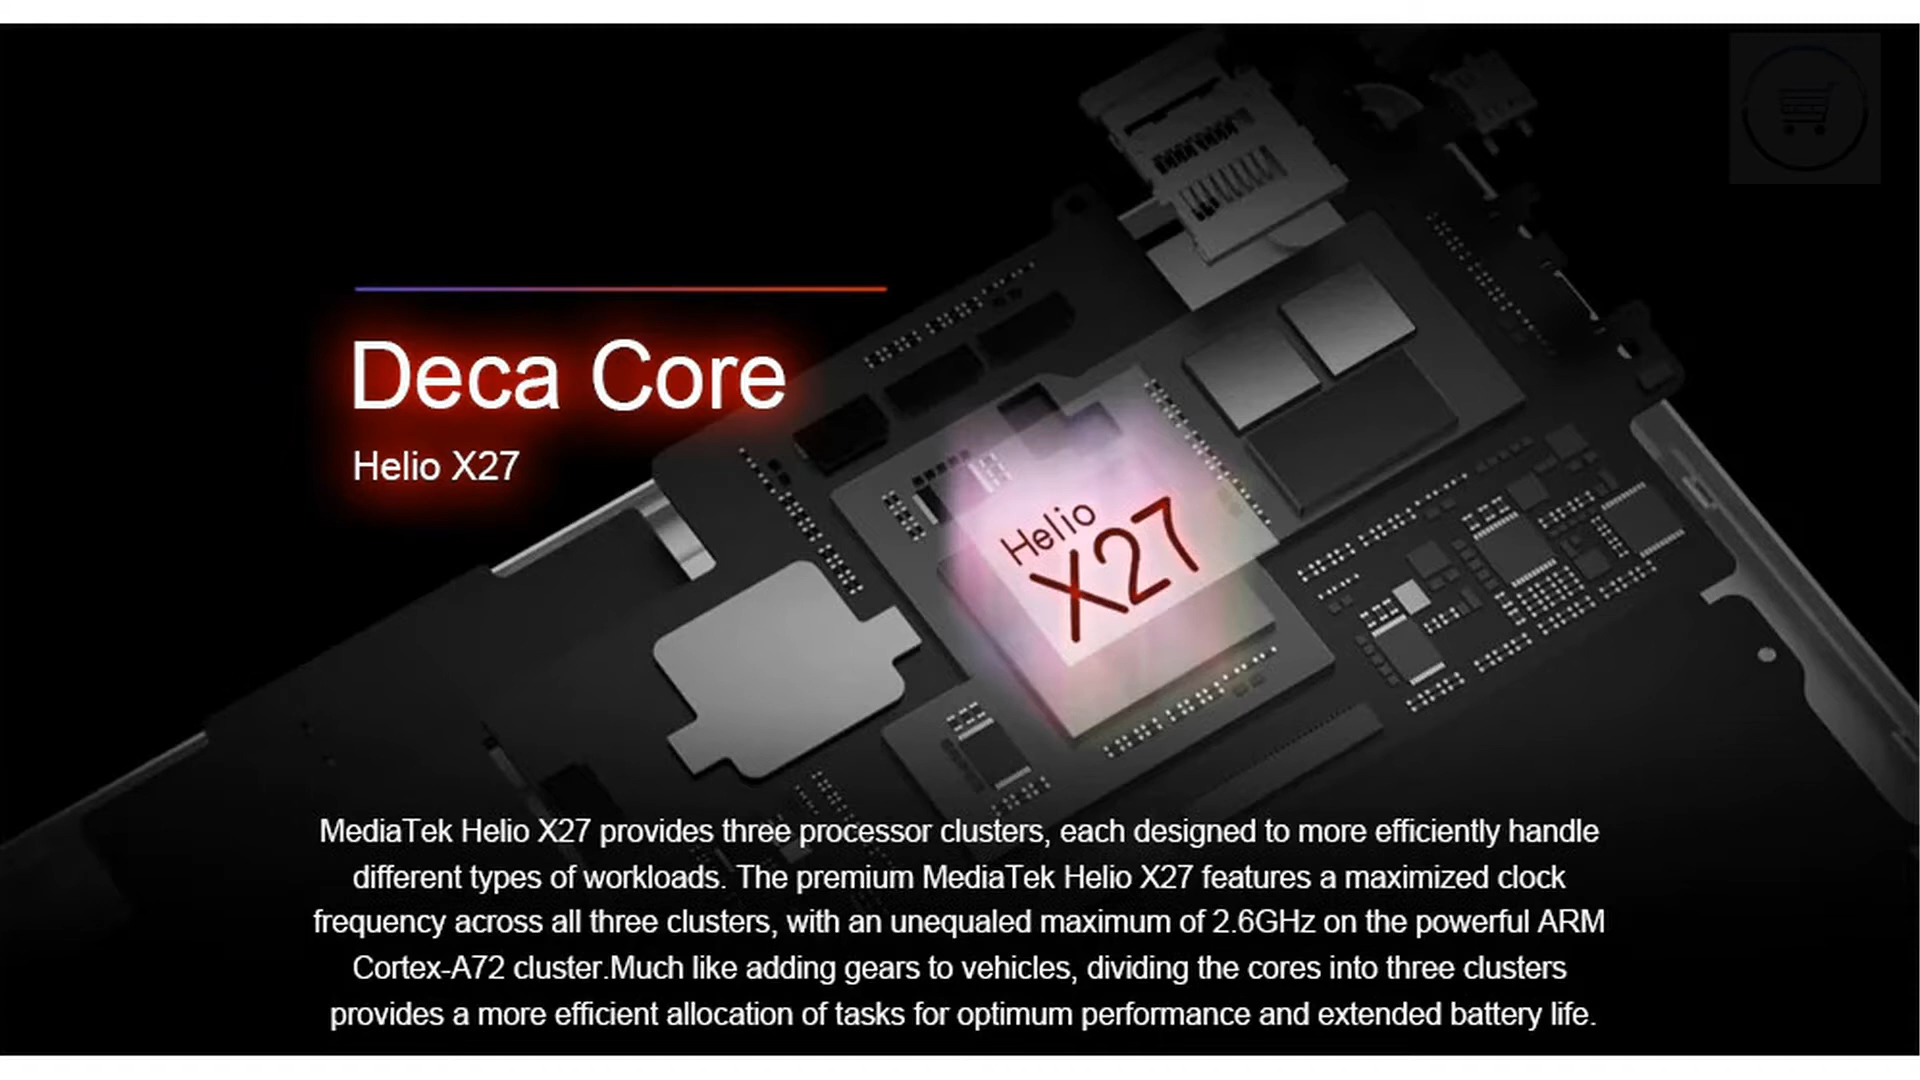 Deca Core
Helio X27
Helio
X27
MediaTek Helio X27 provides three processor clusters, each designed to more efficiently handle
different types of workloads. The premium MediaTek Helio X27 features a maximized clock
frequency across all three clusters, with an unequaled maximum of 2.6GHz on the powerful ARM
Cortex-A72 cluster.Much like adding gears to vehicles, dividing the cores into three clusters
provides a more efficient allocation of tasks for optimum performance and extended battery life.